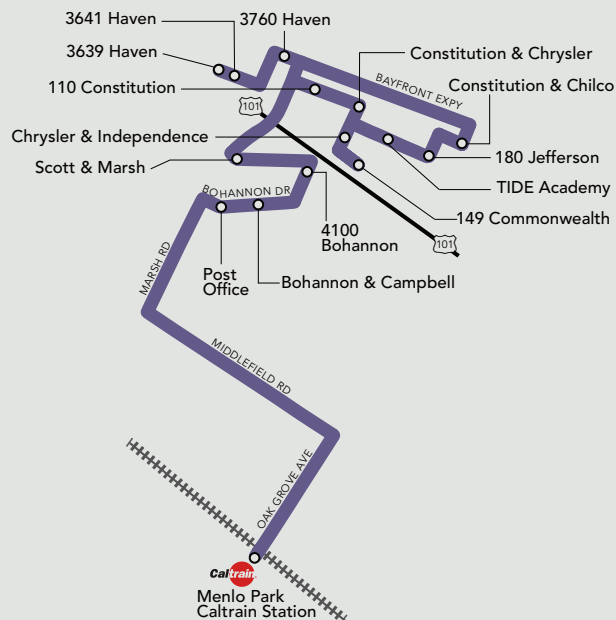 3641 Haven
3760 Haven
3639 Haven
Constitution & Chrysler
BAYFRONT EXPY
Constitution & Chilco
110 Constitution
101
Chrysler & Independence
180 Jefferson
Scott & Marsh
TIDE Academy
BOHANNON DR
149 Commonwealth
4100
Bohannon
101
Post
Office
Bohannon & Campbell
MARSH RD
MIDDLEFIELD RD
OAK GROVE AVE
Caltrain
Menlo Park
Caltrain Station